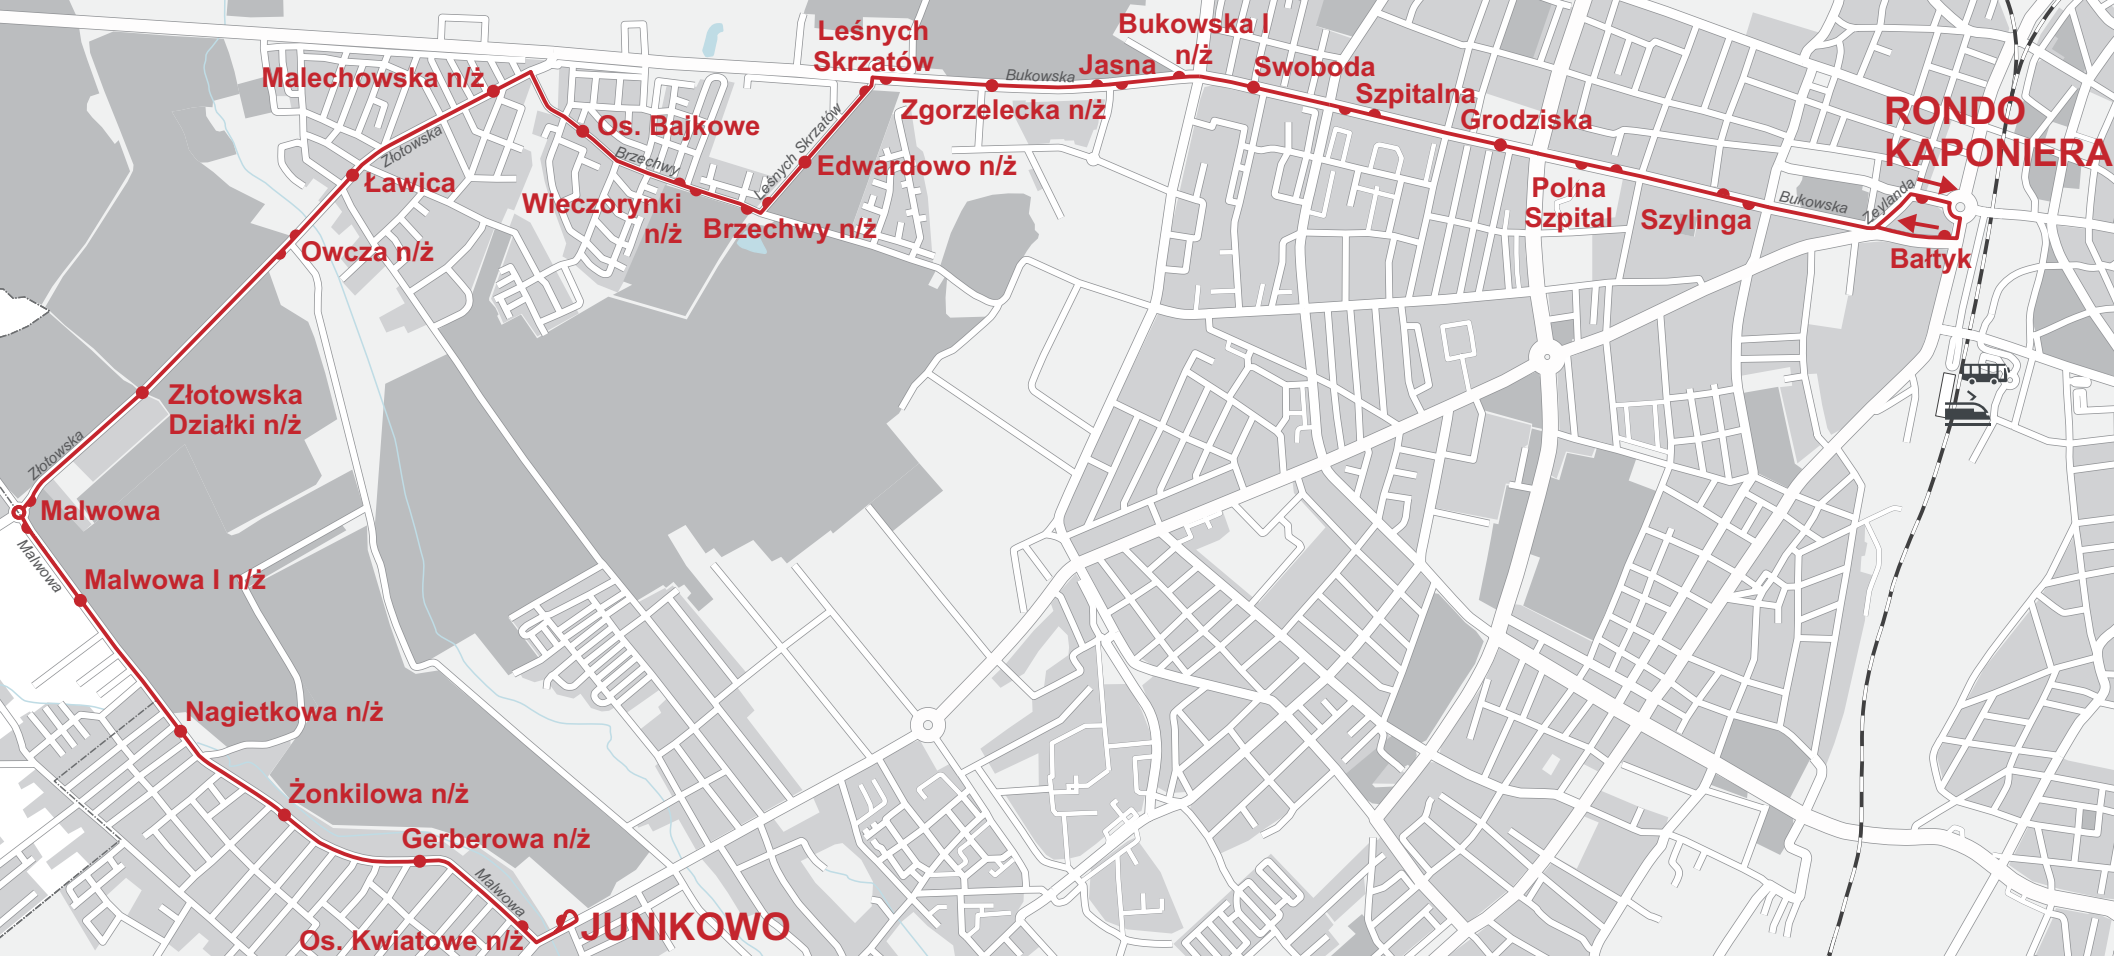 Leśnych
Skrzatów
Bukowska I
n/ż
Malechowska n/ż
Bukowska
Jasna
Swoboda
Szpitalna
Zgorzelecka n/ż
Grodziska
RONDO
KAPONIERA
Os. Bajkowe
Złotowska
Brzechwy
Leśnych Skrzatów
Edwardowo n/ż
Ławica
Wieczorynki
n/ż
Brzechwy n/ż
Polna
Szpital
Szylinga
Bukowska
Zeylanda
Bałtyk
Owcza n/ż
Złotowska
Działki n/ż
Złotowska
Malwowa
Malwowa
Malwowa I n/ż
Nagietkowa n/ż
Żonkilowa n/ż
Gerberowa n/ż
Malwowa
Os. Kwiatowe n/ż
JUNIKOWO